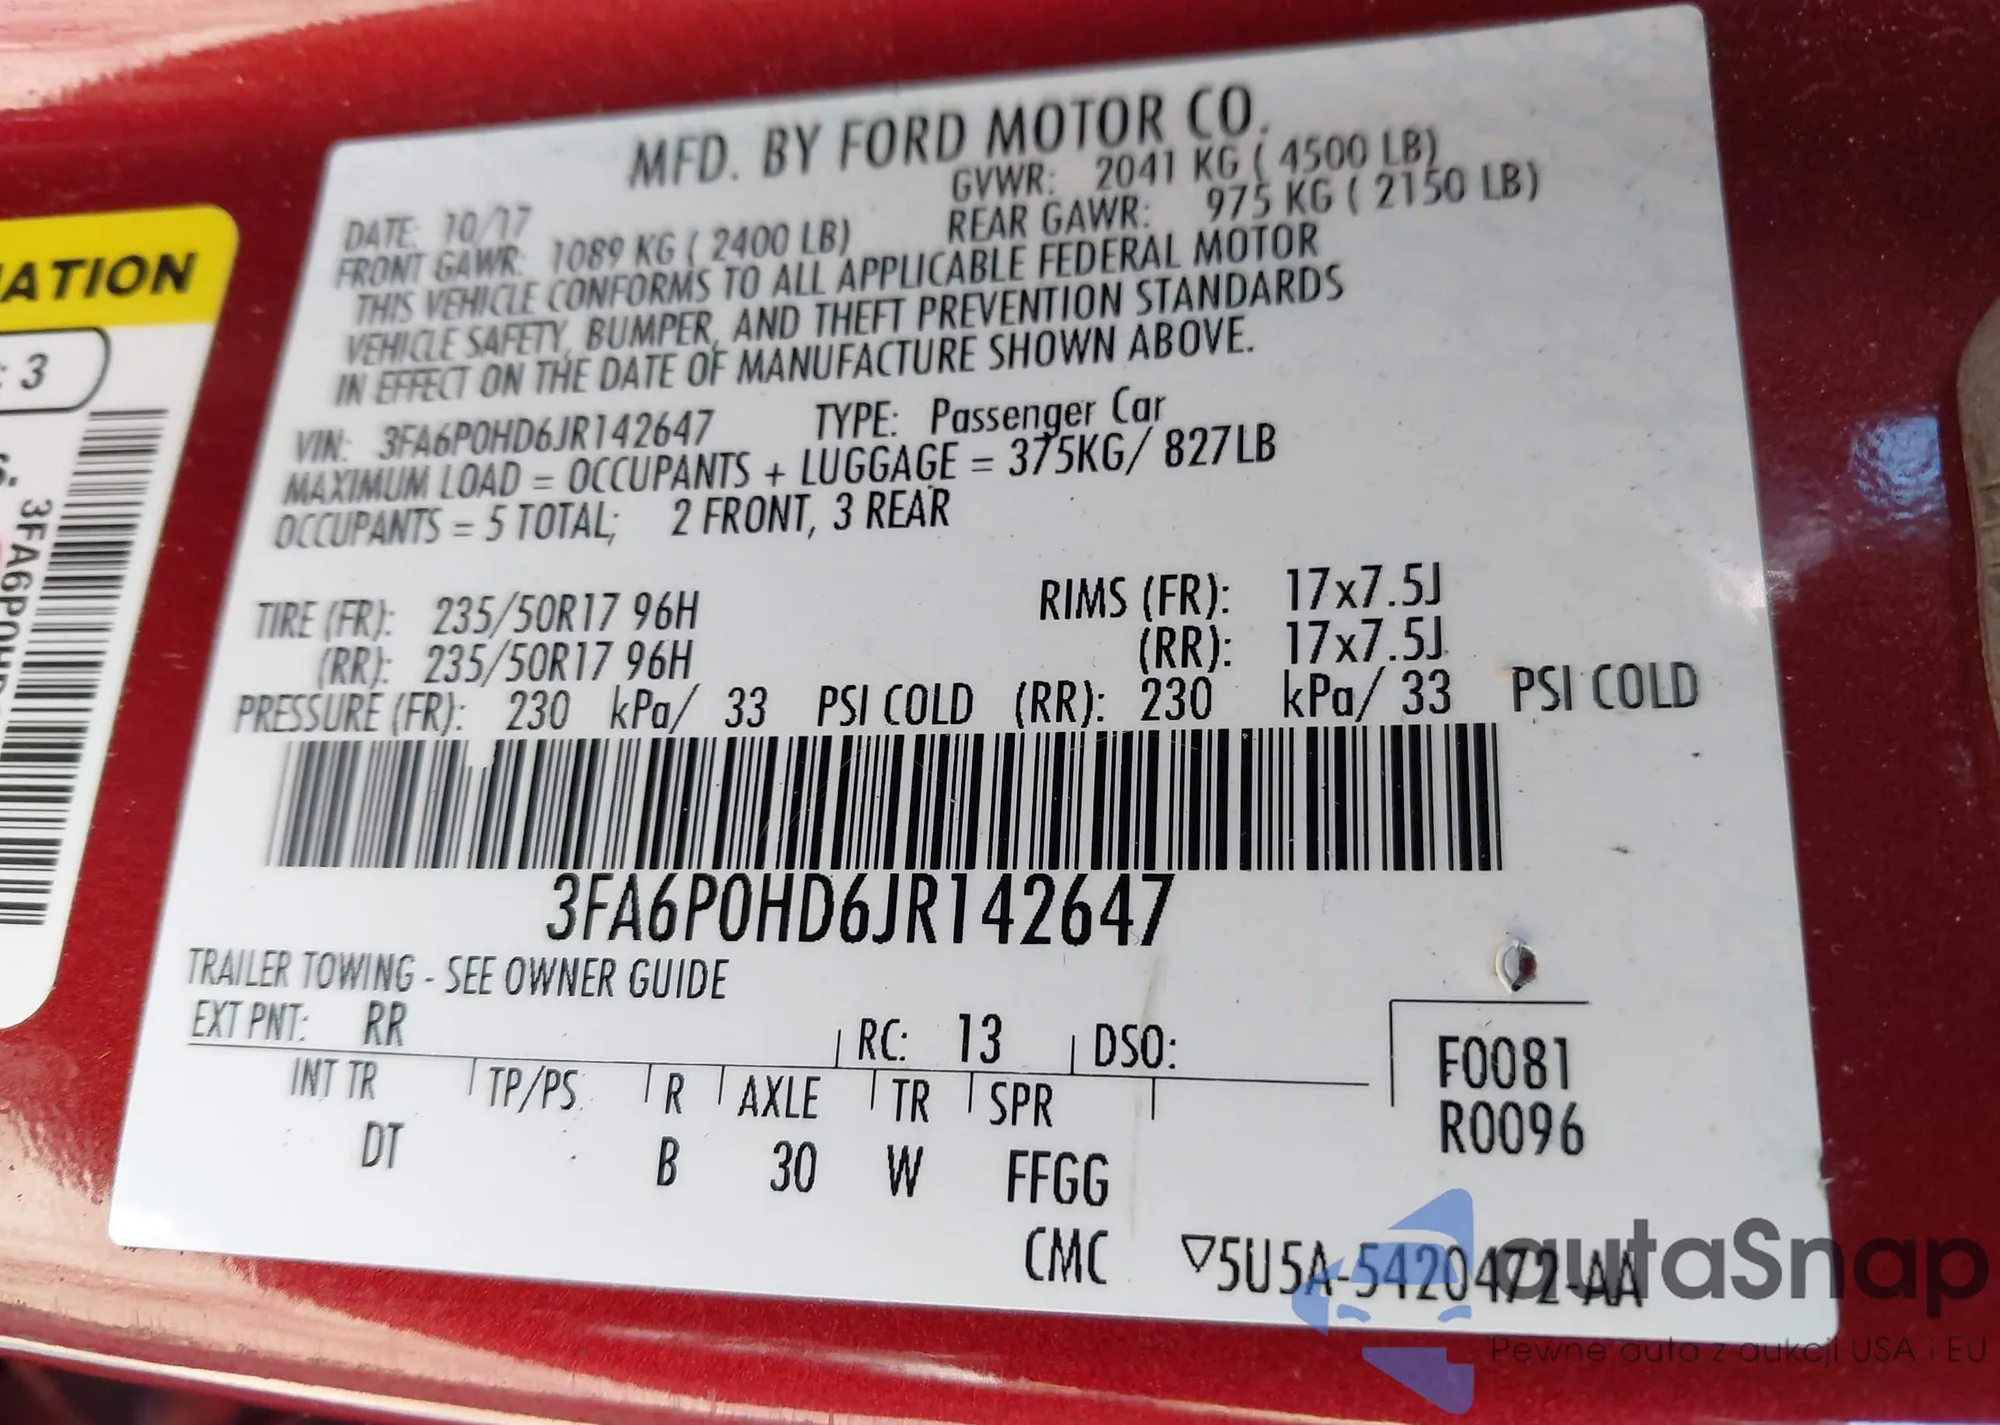 MFD. BY FORD MOTOR CO.
DATE: 10/17 GVWR: 2041 KG ( 4500 LB)
FRONT GAWR: 1089 KG ( 2400 LB) REAR GAWR: 975 KG ( 2150 LB)
THIS VEHICLE CONFORMS TO ALL APPLICABLE FEDERAL MOTOR
VEHICLE SAFETY, BUMPER, AND THEFT PREVENTION STANDARDS
IN EFFECT ON THE DATE OF MANUFACTURE SHOWN ABOVE.
VIN: 3FA6P0HD6JR142647 TYPE: Passenger Car
MAXIMUM LOAD = OCCUPANTS + LUGGAGE = 375KG/ 827LB
OCCUPANTS = 5 TOTAL; 2 FRONT, 3 REAR
TIRE (FR): 235/50R17 96H RIMS (FR): 17x7.5J
(RR): 235/50R17 96H (RR): 17x7.5J
PRESSURE (FR): 230 kPa/ 33 PSI COLD (RR): 230 kPa/ 33 PSI COLD
3FA6P0HD6JR142647
TRAILER TOWING - SEE OWNER GUIDE
EXT PNT: RR RC: 13 DSO:
INT TR TP/PS R AXLE TR SPR
DT B 30 W FFGG
F0081
R0096
CMC ▽5U5A-5420472-AA
ATION
: 3
3FA6P0H
autaSnap
Pewne auta z aukcji USA i EU